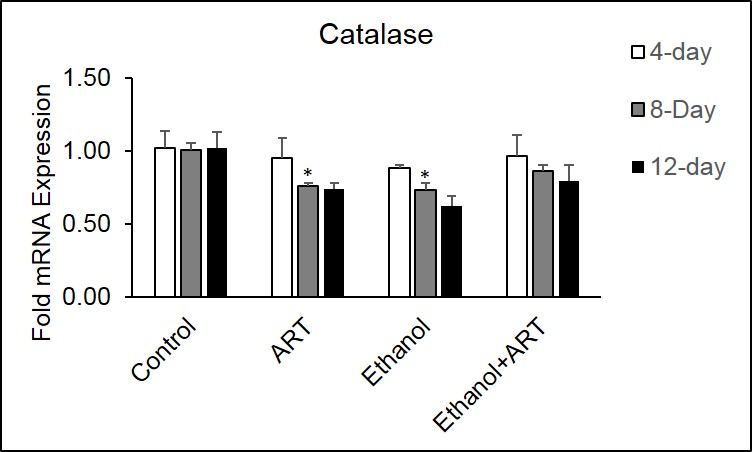 Catalase
4-day
8-Day
12-day
Fold mRNA Expression
1.50
1.00
0.50
0.00
*
*
Control
ART
Ethanol
Ethanol+ART